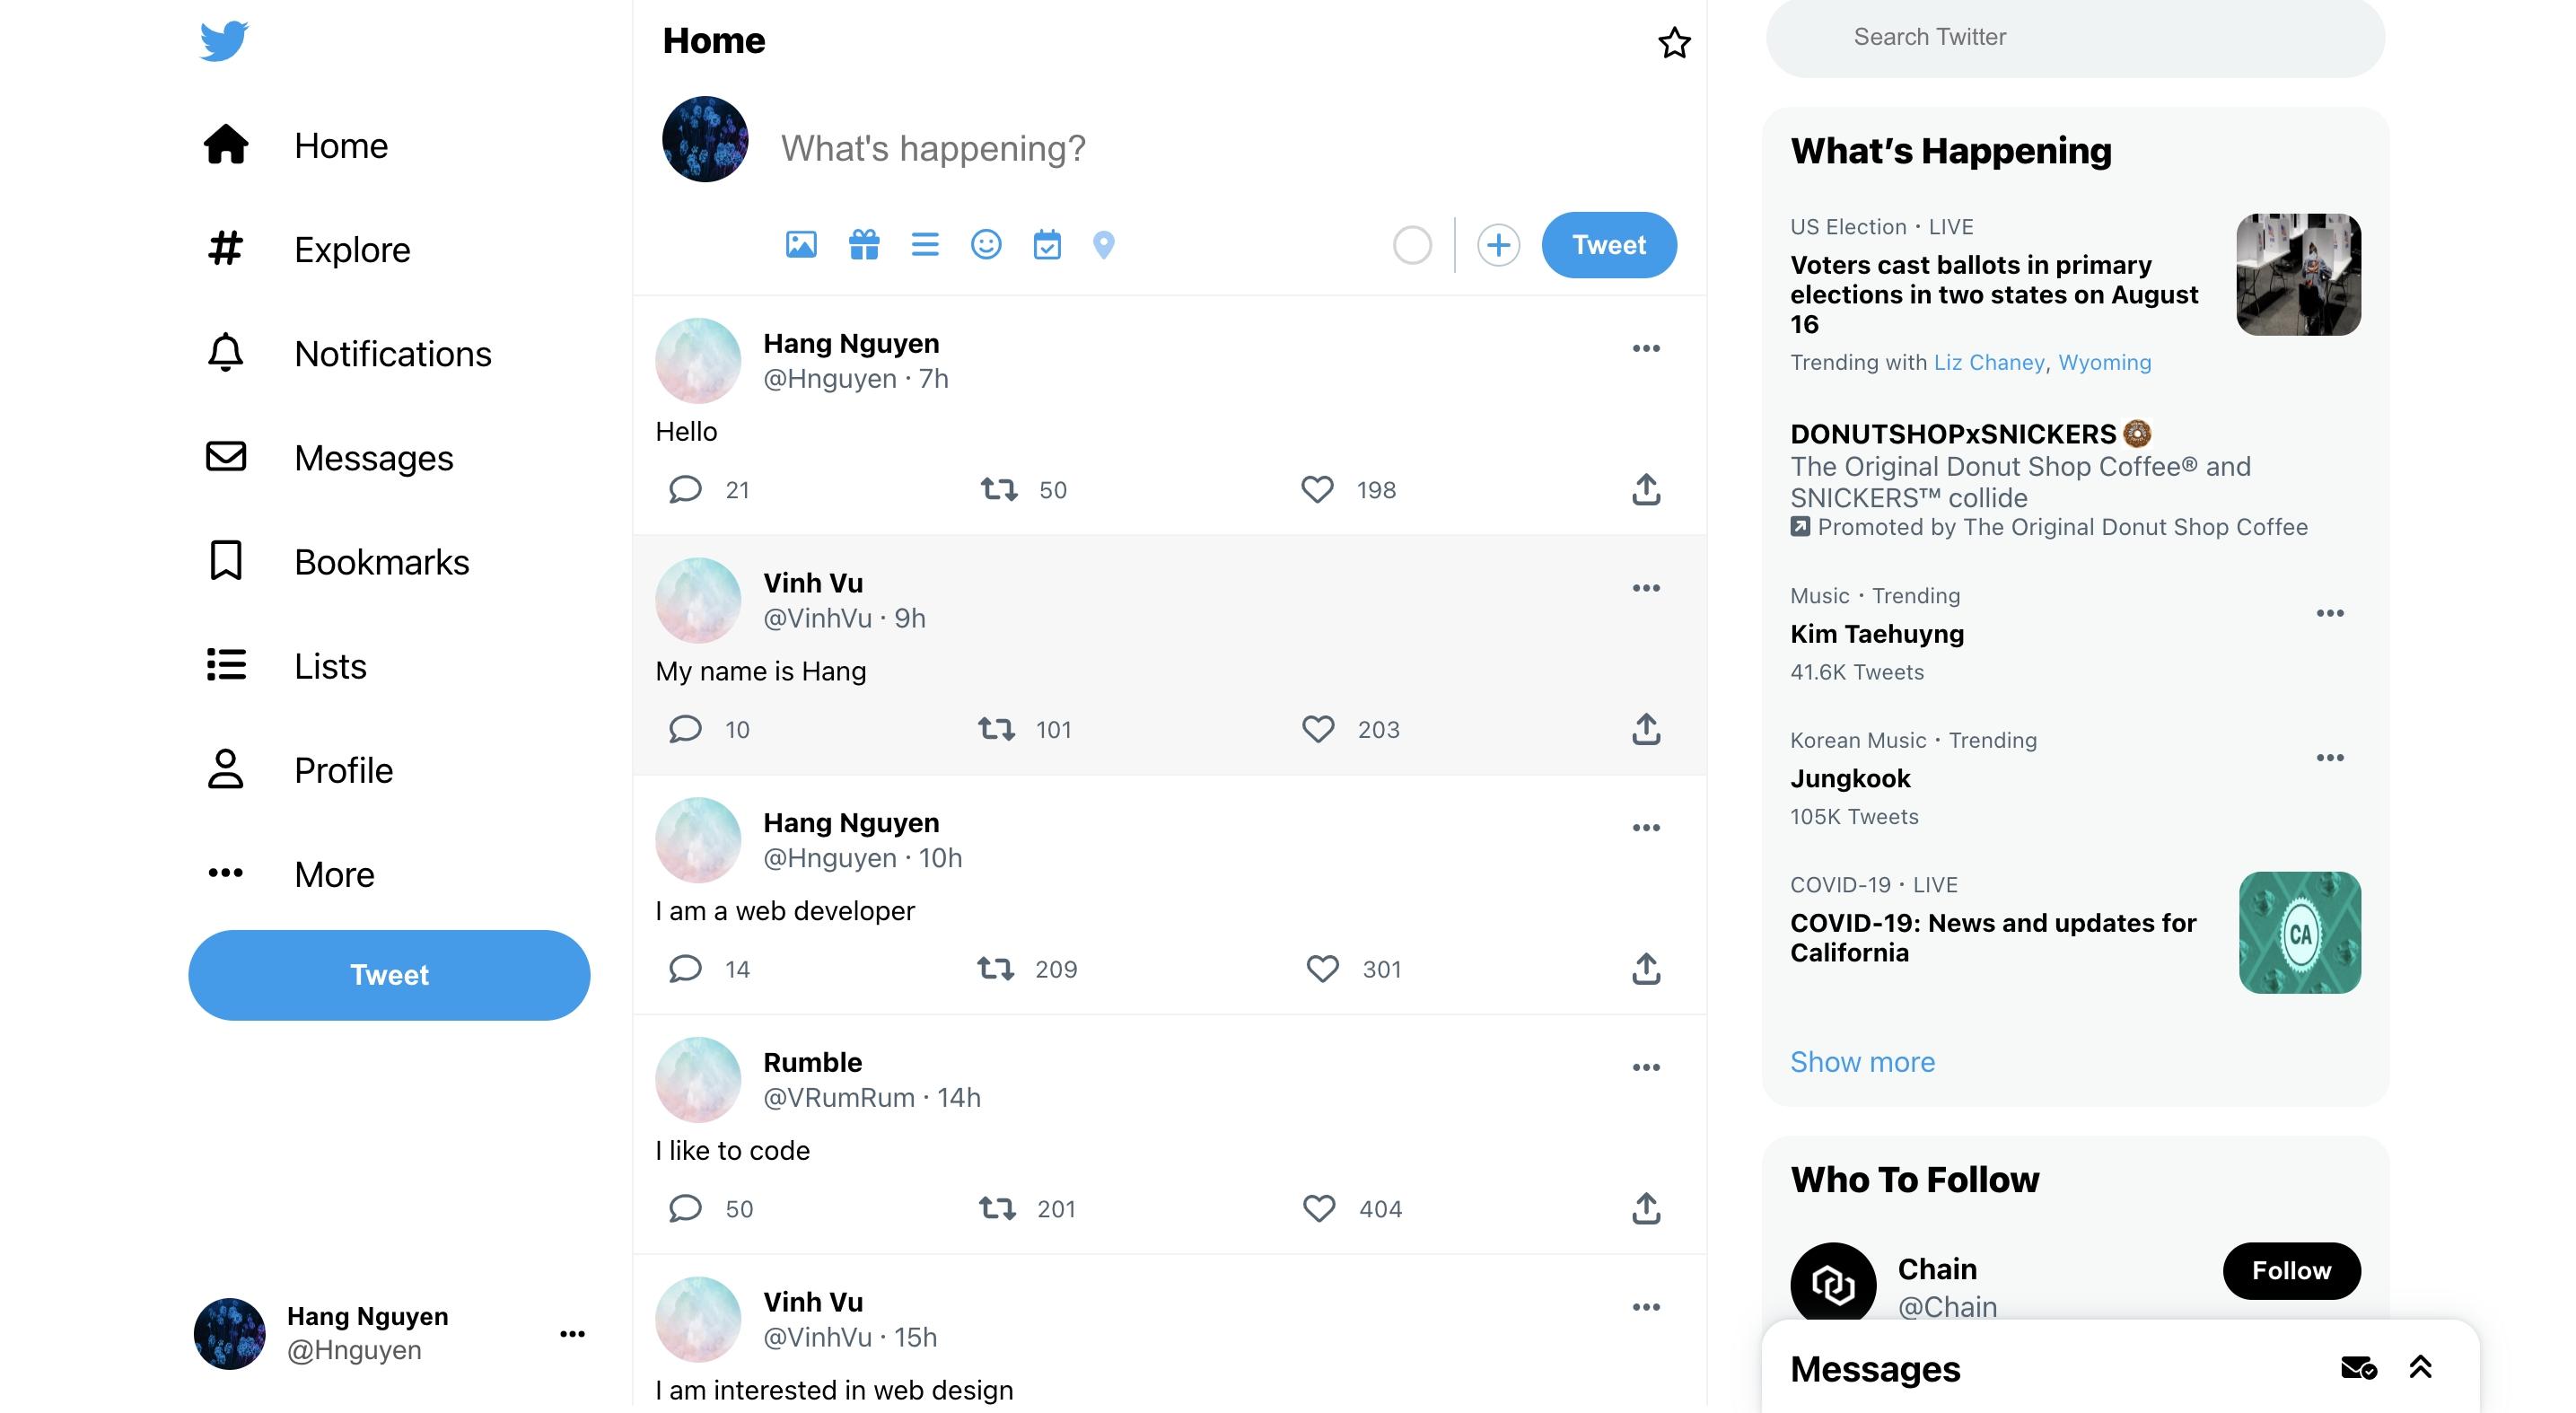 Home
Explore
Notifications
Messages
Bookmarks
Lists
Profile
More
Tweet
Hang Nguyen
@Hnguyen
Home
What's happening?
Tweet
Hang Nguyen
@Hnguyen · 7h
Hello
21 50 198
Vinh Vu
@VinhVu · 9h
My name is Hang
10 101 203
Hang Nguyen
@Hnguyen · 10h
I am a web developer
14 209 301
Rumble
@VRumRum · 14h
I like to code
50 201 404
Vinh Vu
@VinhVu · 15h
I am interested in web design
Search Twitter
What’s Happening
US Election · LIVE
Voters cast ballots in primary
elections in two states on August
16
Trending with Liz Chaney, Wyoming
DONUTSHOPxSNICKERS
The Original Donut Shop Coffee® and
SNICKERS™ collide
Promoted by The Original Donut Shop Coffee
Music · Trending
Kim Taehuyng
41.6K Tweets
Korean Music · Trending
Jungkook
105K Tweets
COVID-19 · LIVE
COVID-19: News and updates for
California
CA
Show more
Who To Follow
Chain
@Chain
Follow
Messages